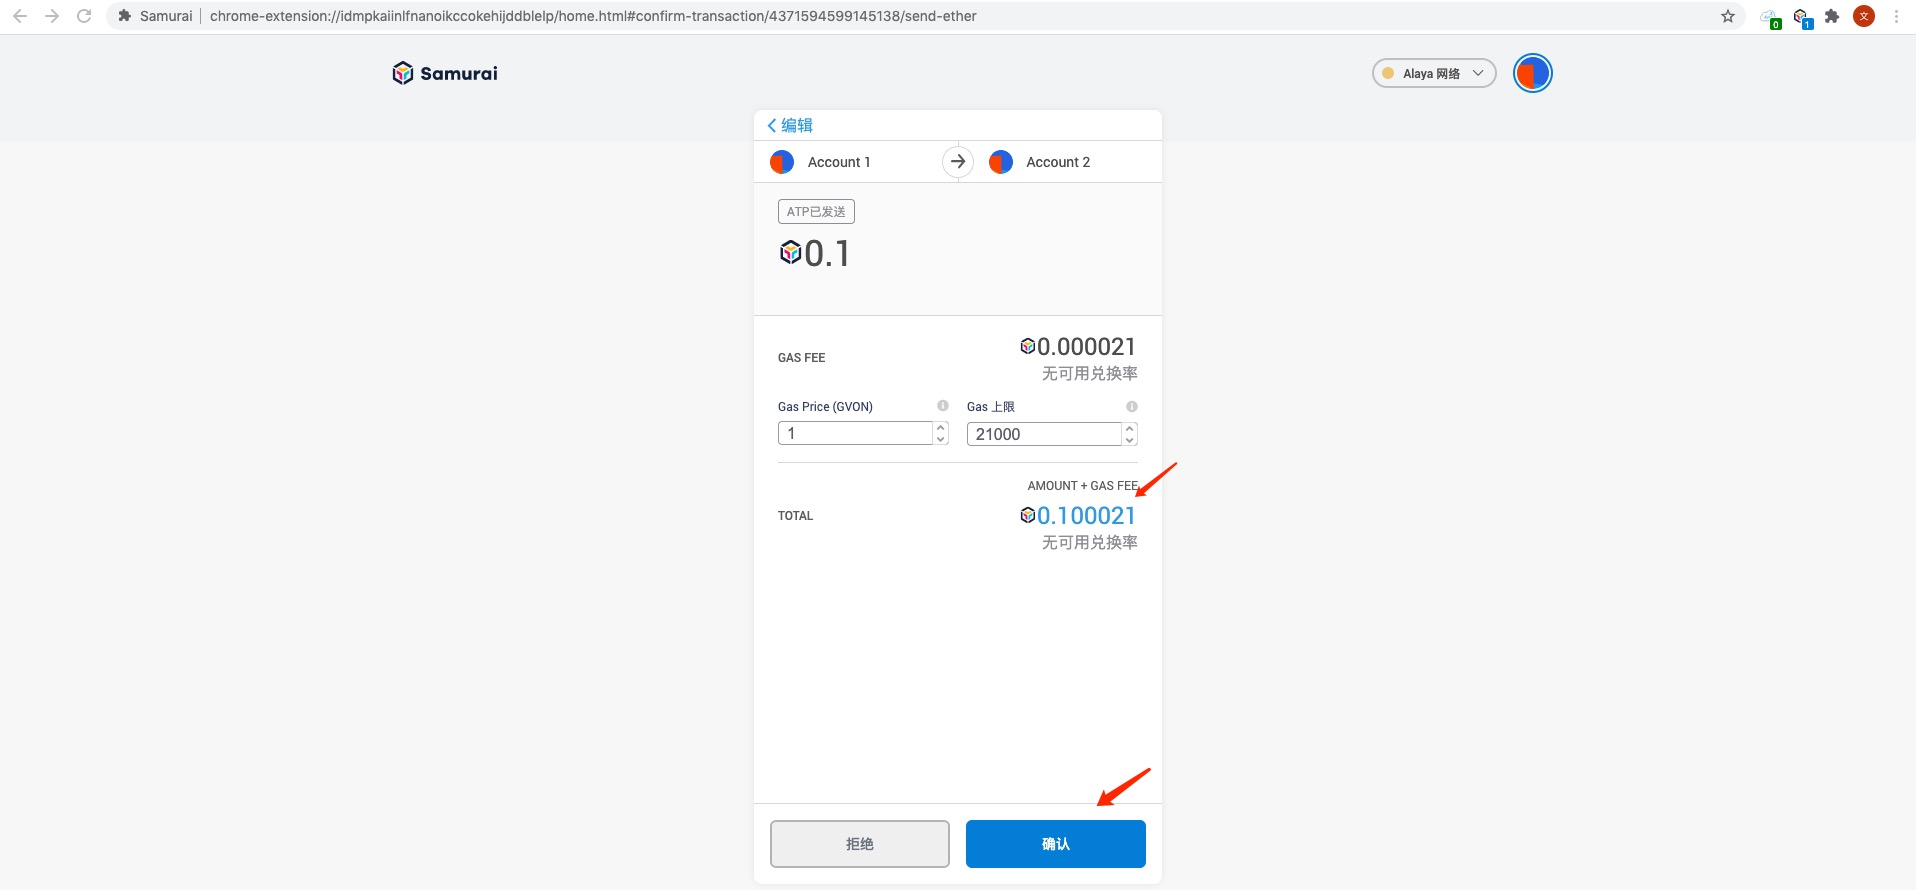 Samurai chrome-extension://idmpkaiinlfnanoikccokehijddblelp/home.html#confirm-transaction/4371594599145138/send-ether
0
1
文
Samurai
Alaya 网络
编辑
Account 1
Account 2
ATP已发送
0.1
GAS FEE
0.000021
无可用兑换率
Gas Price (GVON)
Gas 上限
1
21000
AMOUNT + GAS FEE
TOTAL
0.100021
无可用兑换率
拒绝
确认